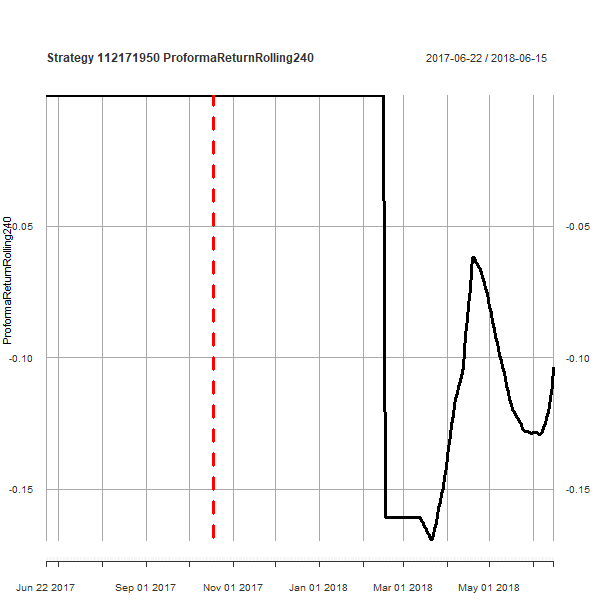 Strategy 112171950 ProformaReturnRolling240
2017-06-22 / 2018-06-15
ProformaReturnRolling240
-0.05
-0.05
-0.10
-0.10
-0.15
-0.15
Jun 22 2017
Sep 01 2017
Nov 01 2017
Jan 01 2018
Mar 01 2018
May 01 2018